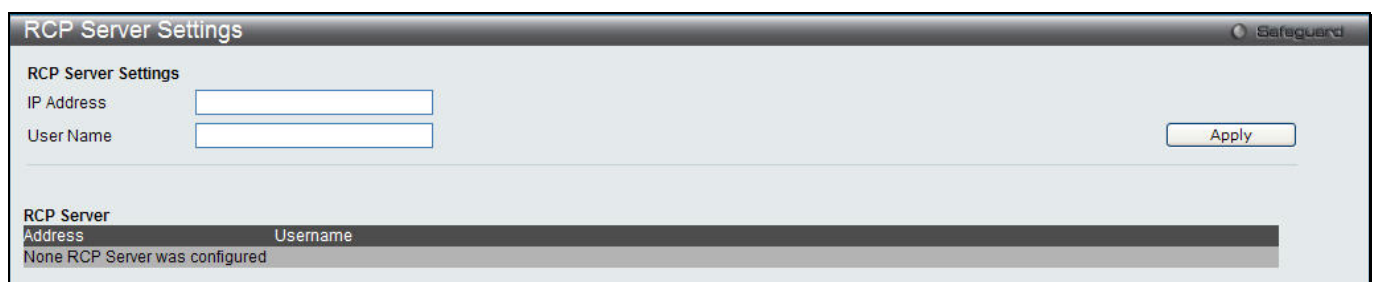 RCP Server Settings
Safeguard
RCP Server Settings
IP Address
User Name
Apply
RCP Server
Address Username
None RCP Server was configured